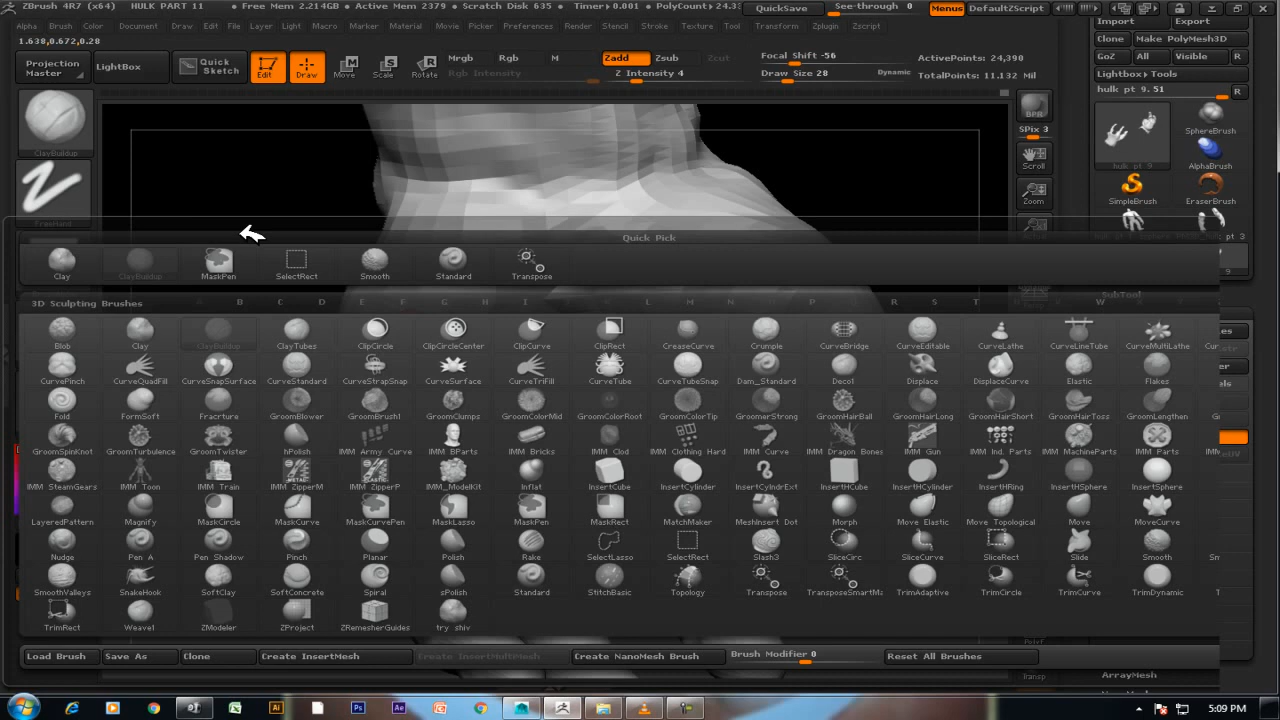 ZBrush 4R7 (x64) HULK PART 11 • Free Mem 2.214GB • Active Mem 2379 • Scratch Disk 635 • Timer▸0.001 • PolyCount▸24.3 QuickSave See-through 0 Menus DefaultZScript
Alpha Brush Color Document Draw Edit File Layer Light Macro Marker Material Movie Picker Preferences Render Stencil Stroke Texture Tool Transform Zplugin Zscript Import Export
1.638,0.672,0.28 Clone Make PolyMesh3D
Projection Master LightBox Quick Sketch Edit Draw Move Scale Rotate Mrgb Rgb M Zadd Zsub Zcut Focal Shift -56 ActivePoints: 24,390 GoZ All Visible R
Rgb Intensity Z Intensity 4 Draw Size 28 Dynamic TotalPoints: 11.132 Mil Lightbox▸Tools
hulk pt 9. 51 R
BPR
ClayBuildup SPix 3 SphereBrush
hulk pt 9 AlphaBrush
Scroll
Zoom SimpleBrush EraserBrush
FreeHand
Quick Pick
Clay ClayBuildup MaskPen SelectRect Smooth Standard Transpose
SubTool
3D Sculpting Brushes A B C D E F G H I L M N O P Q R S T W X
Blob Clay ClayBuildup ClayTubes ClipCircle ClipCircleCenter ClipCurve ClipRect CreaseCurve Crumple CurveBridge CurveEditable CurveLathe CurveLineTube CurveMultiLathe
CurvePinch CurveQuadFill CurveSnapSurface CurveStandard CurveStrapSnap CurveSurface CurveTriFill CurveTube CurveTubeSnap Dam_Standard Deco1 Displace DisplaceCurve Elastic Flakes
Fold FormSoft Fracrture GroomBlower GroomBrush1 GroomClumps GroomColorMid GroomColorRoot GroomColorTip GroomerStrong GroomHairBall GroomHairLong GroomHairShort GroomHairToss GroomLengthen
GroomSpinKnot GroomTurbulence GroomTwister hPolish IMM Army Curve IMM BParts IMM Bricks IMM Clod IMM Clothing Hard IMM Curve IMM Dragon Bones IMM Gun IMM Ind. Parts IMM MachineParts IMM Parts
IMM SteamGears IMM Toon IMM Train IMM ZipperM IMM ZipperP IMM_ModelKit Inflat InsertCube InsertCylinder InsertCylndrExt InsertHCube InsertHCylinder InsertHRing InsertHSphere InsertSphere
LayeredPattern Magnify MaskCircle MaskCurve MaskCurvePen MaskLasso MaskPen MaskRect MatchMaker MeshInsert Dot Morph Move Elastic Move Topological Move MoveCurve
Nudge Pen A Pen Shadow Pinch Planar Polish Rake SelectLasso SelectRect Slash3 SliceCirc SliceCurve SliceRect Slide Smooth
SmoothValleys SnakeHook SoftClay SoftConcrete Spiral sPolish Standard StitchBasic Topology Transpose TransposeSmartMa TrimAdaptive TrimCircle TrimCurve TrimDynamic
TrimRect Weave1 ZModeler ZProject ZRemesherGuides try shiv
Load Brush Save As Clone Create InsertMesh Create InsertMultiMesh Create NanoMesh Brush Brush Modifier 0 Reset All Brushes
Transp ArrayMesh
5:09 PM